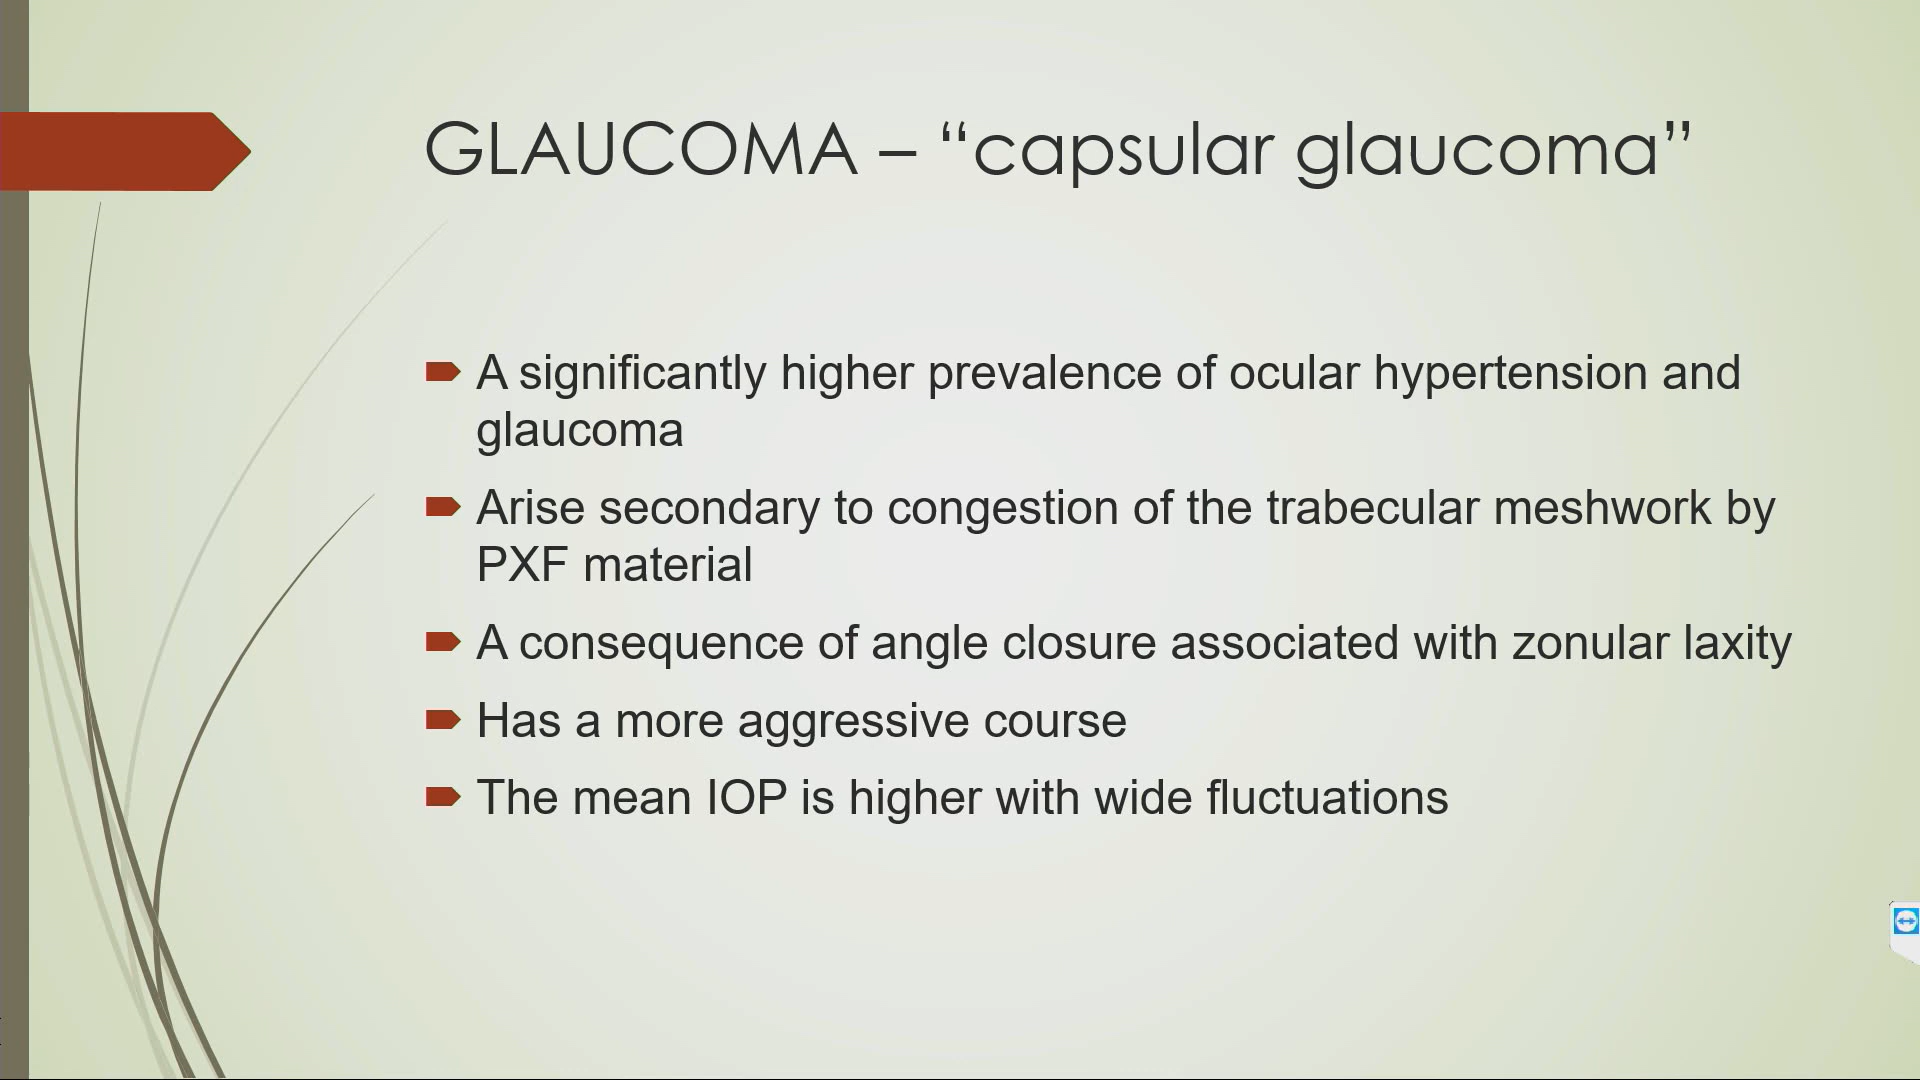 GLAUCOMA – “capsular glaucoma”
A significantly higher prevalence of ocular hypertension and
glaucoma
Arise secondary to congestion of the trabecular meshwork by
PXF material
A consequence of angle closure associated with zonular laxity
Has a more aggressive course
The mean IOP is higher with wide fluctuations